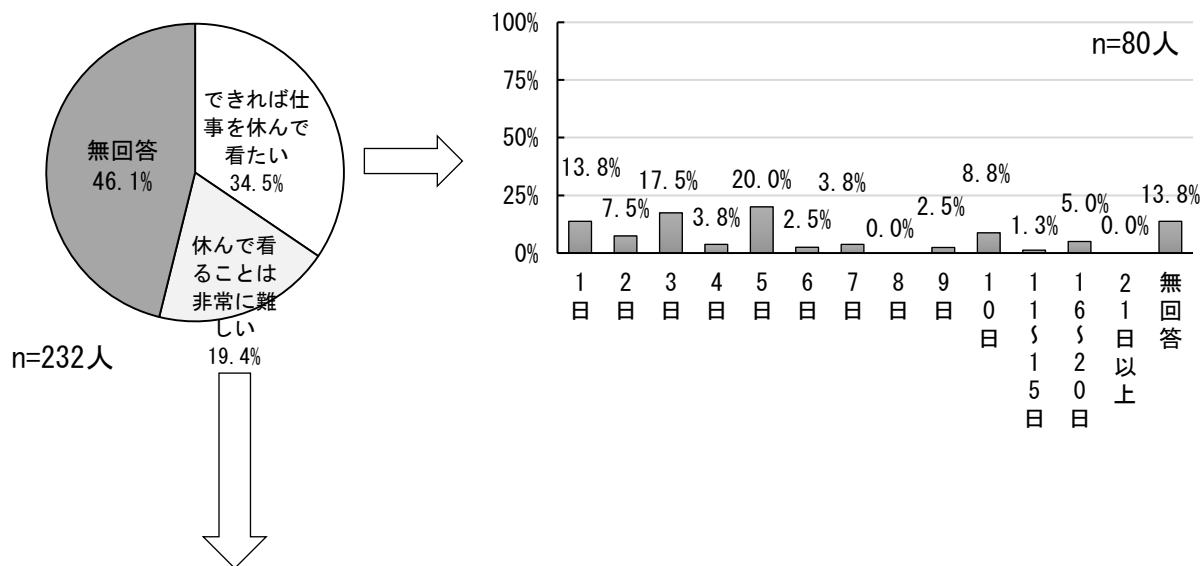 できれば仕
事を休んで
看たい
34.5%
休んで看
ることは
非常に難
しい
19.4%
無回答
46.1%
n=232人
100%
75%
50%
25%
0%
n=80人
13.8%
7.5%
17.5%
3.8%
20.0%
2.5%
3.8%
0.0%
2.5%
8.8%
1.3%
5.0%
0.0%
13.8%
1日
2日
3日
4日
5日
6日
7日
8日
9日
10日
11～15日
16～20日
21日以上
無回答